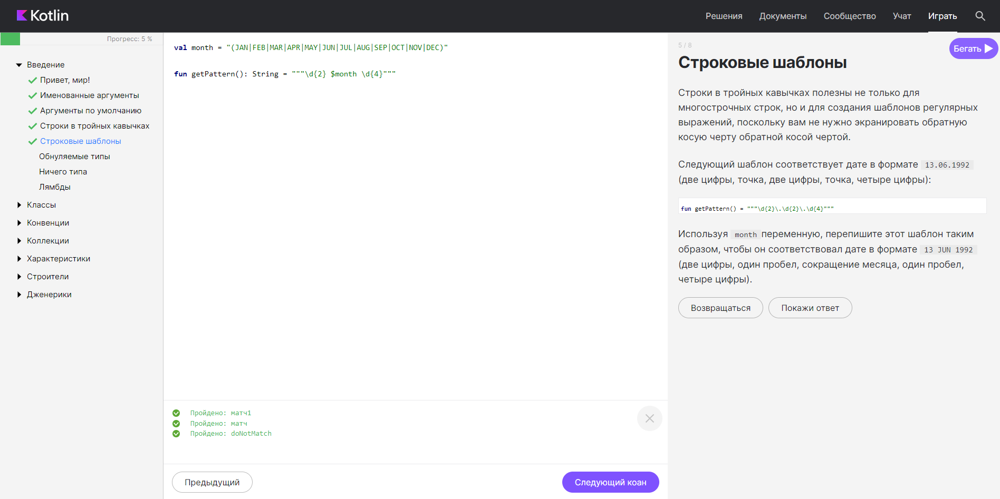 Kotlin
Решения
Документы
Сообщество
Учат
Играть
Прогресс: 5 %
Введение
Привет, мир!
Именованные аргументы
Аргументы по умолчанию
Строки в тройных кавычках
Строковые шаблоны
Обнуляемые типы
Ничего типа
Лямбды
Классы
Конвенции
Коллекции
Характеристики
Строители
Дженерики
val month = "(JAN|FEB|MAR|APR|MAY|JUN|JUL|AUG|SEP|OCT|NOV|DEC)"
fun getPattern(): String = """\d{2} $month \d{4}"""
Пройдено: матч1
Пройдено: матч
Пройдено: doNotMatch
Предыдущий
Следующий коан
5 / 8
Бегать
Строковые шаблоны
Строки в тройных кавычках полезны не только для
многострочных строк, но и для создания шаблонов регулярных
выражений, поскольку вам не нужно экранировать обратную
косую черту обратной косой чертой.
Следующий шаблон соответствует дате в формате 13.06.1992
(две цифры, точка, две цифры, точка, четыре цифры):
fun getPattern() = """\d{2}\.\d{2}\.\d{4}"""
Используя month переменную, перепишите этот шаблон таким
образом, чтобы он соответствовал дате в формате 13 JUN 1992
(две цифры, один пробел, сокращение месяца, один пробел,
четыре цифры).
Возвращаться
Покажи ответ